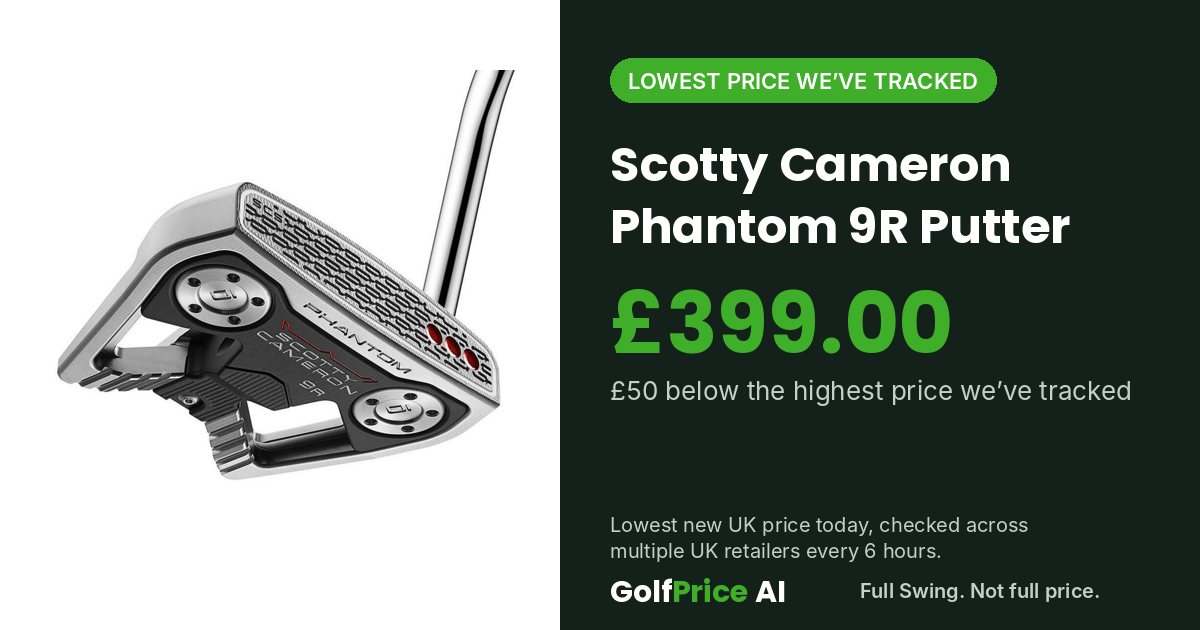 LOWEST PRICE WE’VE TRACKED
Scotty Cameron
Phantom 9R Putter
£399.00
£50 below the highest price we’ve tracked
Lowest new UK price today, checked across
multiple UK retailers every 6 hours.
GolfPrice AI
Full Swing. Not full price.
PHANTOM
SCOTTY
CAMERON
9R